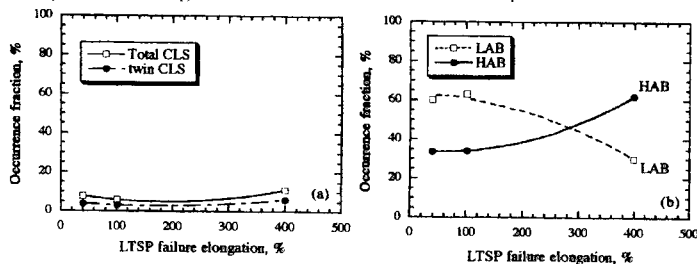 Occurrence fraction, %
100
80
60
40
20
0
Total CLS
twin CLS
(a)
0 100 200 300 400 500
LTSP failure elongation, %
Occurrence fraction, %
100
80
60
40
20
0
LAB
HAB
HAB
LAB
(b)
0 100 200 300 400 500
LTSP failure elongation, %